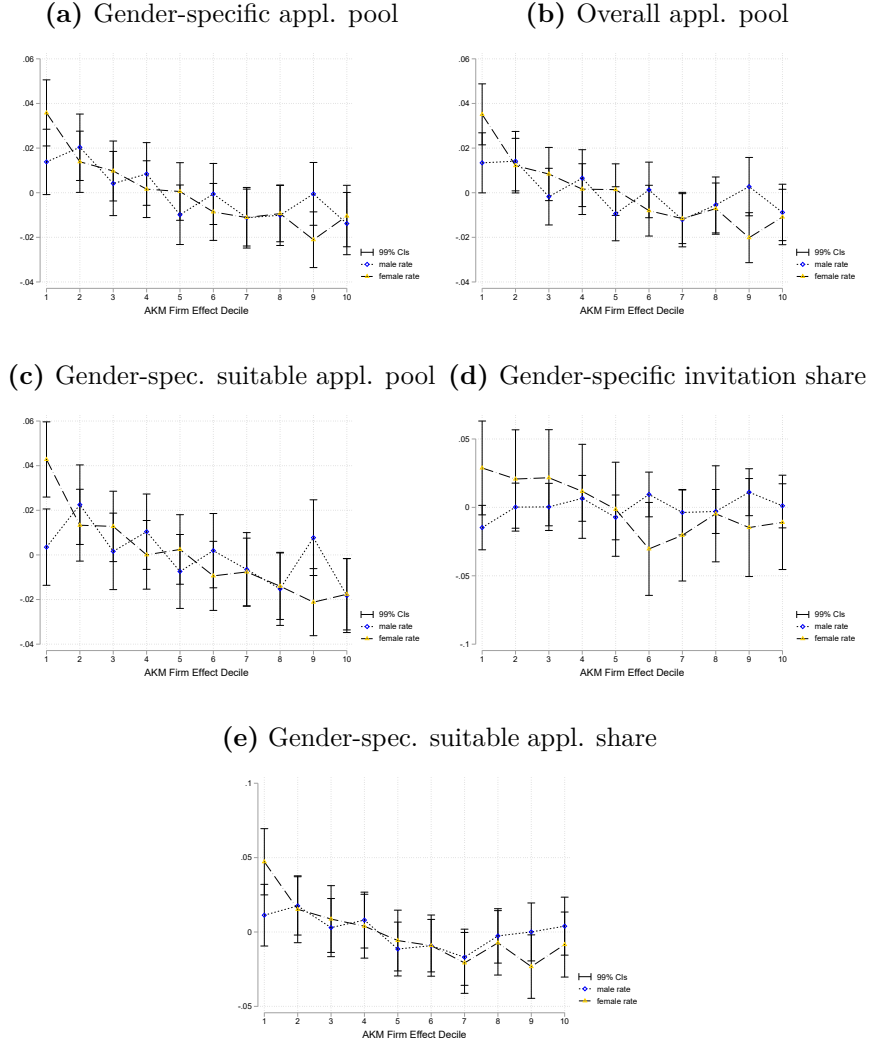 (a) Gender-specific appl. pool
.06
.04
.02
0
-.02
-.04
1 2 3 4 5 6 7 8 9 10
AKM Firm Effect Decile
99% CIs
male rate
female rate
(b) Overall appl. pool
.06
.04
.02
0
-.02
-.04
1 2 3 4 5 6 7 8 9 10
AKM Firm Effect Decile
99% CIs
male rate
female rate
(c) Gender-spec. suitable appl. pool
.06
.04
.02
0
-.02
-.04
1 2 3 4 5 6 7 8 9 10
AKM Firm Effect Decile
99% CIs
male rate
female rate
(d) Gender-specific invitation share
.05
0
-.05
-.1
1 2 3 4 5 6 7 8 9 10
AKM Firm Effect Decile
99% CIs
male rate
female rate
(e) Gender-spec. suitable appl. share
.1
.05
0
-.05
1 2 3 4 5 6 7 8 9 10
AKM Firm Effect Decile
99% CIs
male rate
female rate